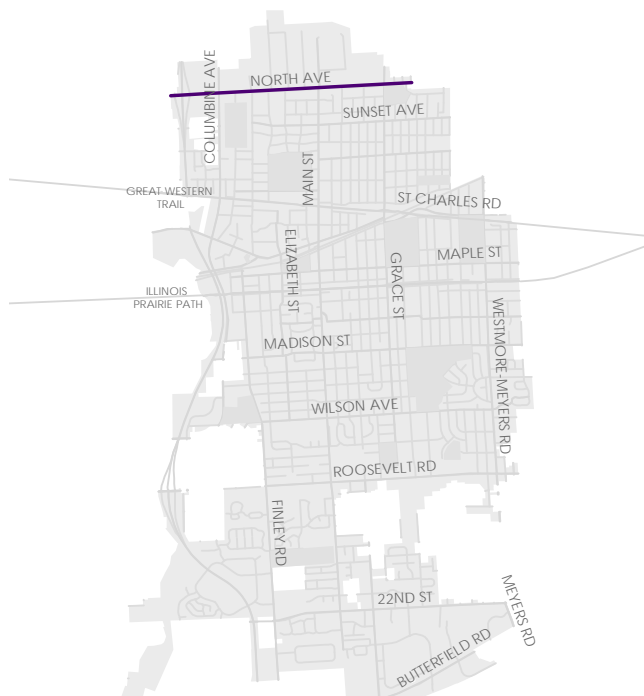 COLUMBINE AVE
NORTH AVE
SUNSET AVE
MAIN ST
GREAT WESTERN
TRAIL
ST CHARLES RD
ELIZABETH ST
GRACE ST
MAPLE ST
ILLINOIS
PRAIRIE PATH
WESTMORE-MEYERS RD
MADISON ST
WILSON AVE
ROOSEVELT RD
FINLEY RD
22ND ST
MEYERS RD
BUTTERFIELD RD